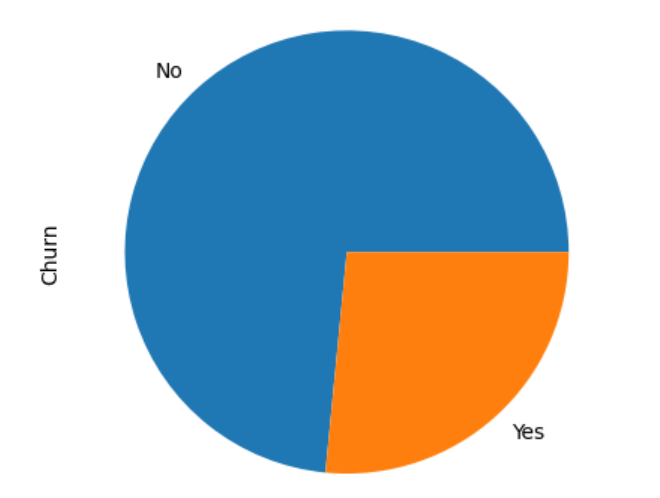 No
Churn
Yes